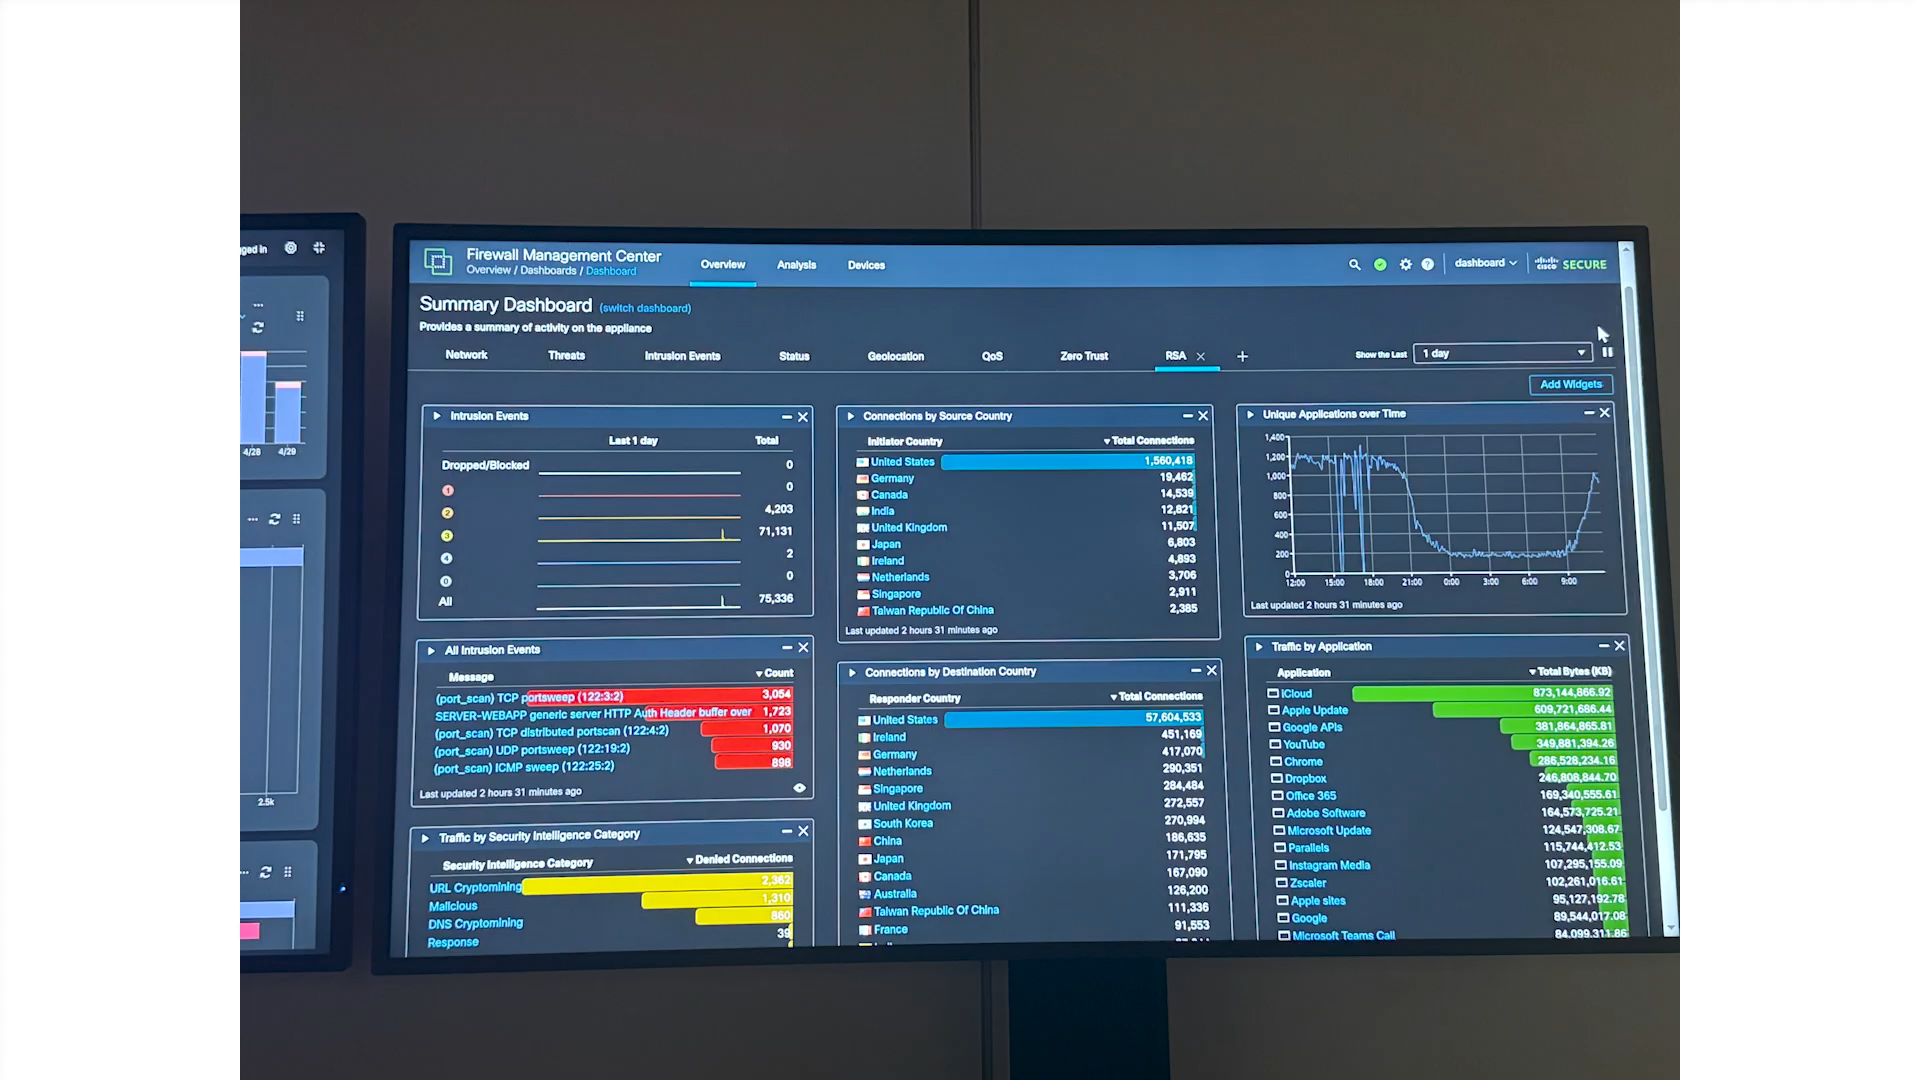 ged in
4/28 4/29
2.5k
Firewall Management Center
Overview / Dashboards / Dashboard
Overview Analysis Devices
dashboard
CISCO SECURE
Summary Dashboard (switch dashboard)
Provides a summary of activity on the appliance
Network Threats Intrusion Events Status Geolocation QoS Zero Trust RSA
Show the Last 1 day
Add Widgets
Intrusion Events
Last 1 day Total
Dropped/Blocked 0
1 0
2 4,203
3 71,131
4 2
0 0
All 75,336
All Intrusion Events
Message Count
(port_scan) TCP portsweep (122:3:2) 3,054
SERVER-WEBAPP generic server HTTP Auth Header buffer over 1,723
(port_scan) TCP distributed portscan (122:4:2) 1,070
(port_scan) UDP portsweep (122:19:2) 930
(port_scan) ICMP sweep (122:25:2) 898
Last updated 2 hours 31 minutes ago
Traffic by Security Intelligence Category
Security Intelligence Category Denied Connections
URL Cryptomining 2,362
Malicious 1,310
DNS Cryptomining 860
Response 39
Connections by Source Country
Initiator Country Total Connections
United States 1,560,418
Germany 19,462
Canada 14,539
India 12,821
United Kingdom 11,507
Japan 6,803
Ireland 4,893
Netherlands 3,706
Singapore 2,911
Taiwan Republic Of China 2,385
Last updated 2 hours 31 minutes ago
Connections by Destination Country
Responder Country Total Connections
United States 57,604,533
Ireland 451,169
Germany 417,070
Netherlands 290,351
Singapore 284,484
United Kingdom 272,557
South Korea 270,994
China 186,635
Japan 171,795
Canada 167,090
Australia 126,200
Taiwan Republic Of China 111,336
France 91,553
Unique Applications over Time
1,400
1,200
1,000
800
600
400
200
0
12:00 15:00 18:00 21:00 0:00 3:00 6:00 9:00
Last updated 2 hours 31 minutes ago
Traffic by Application
Application Total Bytes (KB)
iCloud 873,144,866.92
Apple Update 609,721,686.44
Google APIs 381,864,865.81
YouTube 349,881,394.26
Chrome 286,528,234.16
Dropbox 246,808,844.70
Office 365 169,340,555.61
Adobe Software 164,573,725.21
Microsoft Update 124,547,308.67
Parallels 115,744,412.53
Instagram Media 107,295,155.09
Zscaler 102,261,016.61
Apple sites 95,127,192.78
Google 89,544,017.08
Microsoft Teams Call 84,099,311.86